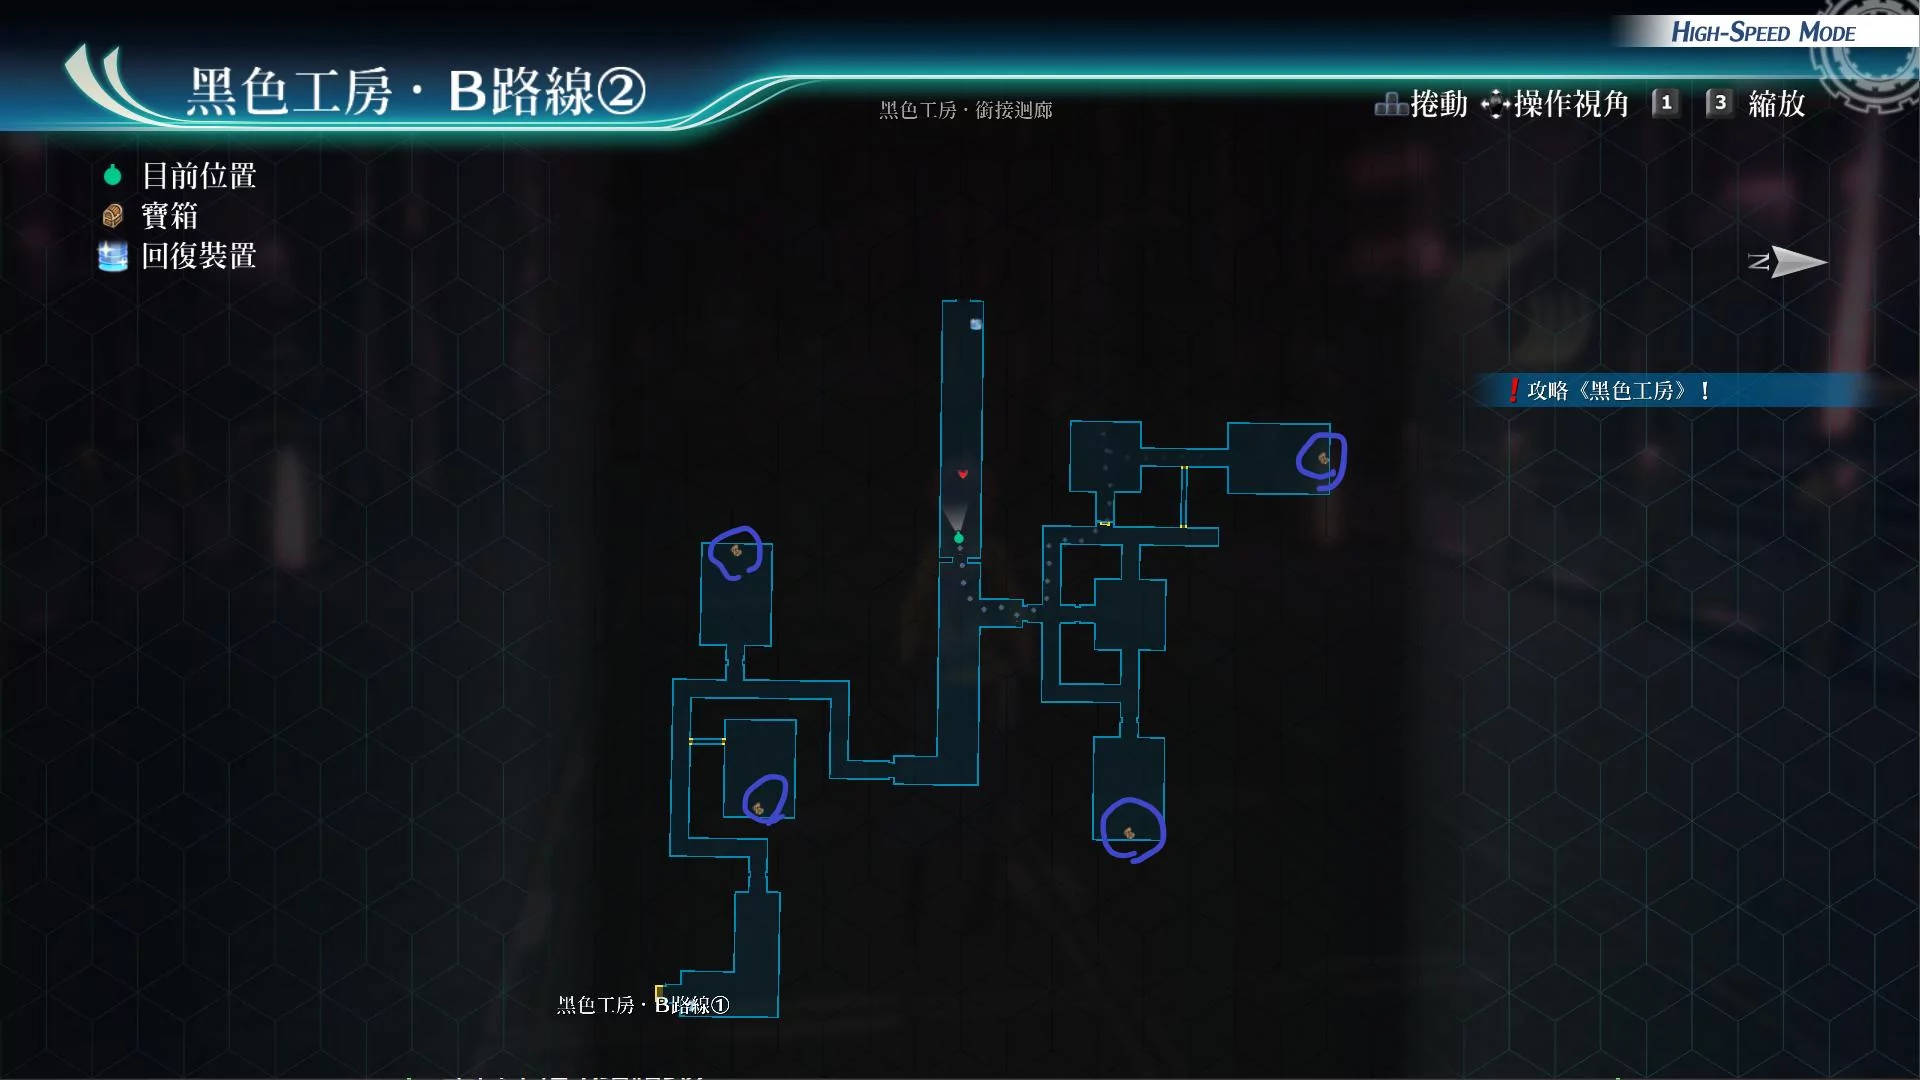 HIGH-SPEED MODE
黑色工房・B路線②
黑色工房・銜接迴廊
捲動 操作視角 1 3 縮放
目前位置
寶箱
回復裝置
N
! 攻略《黑色工房》！
黑色工房・B路線①